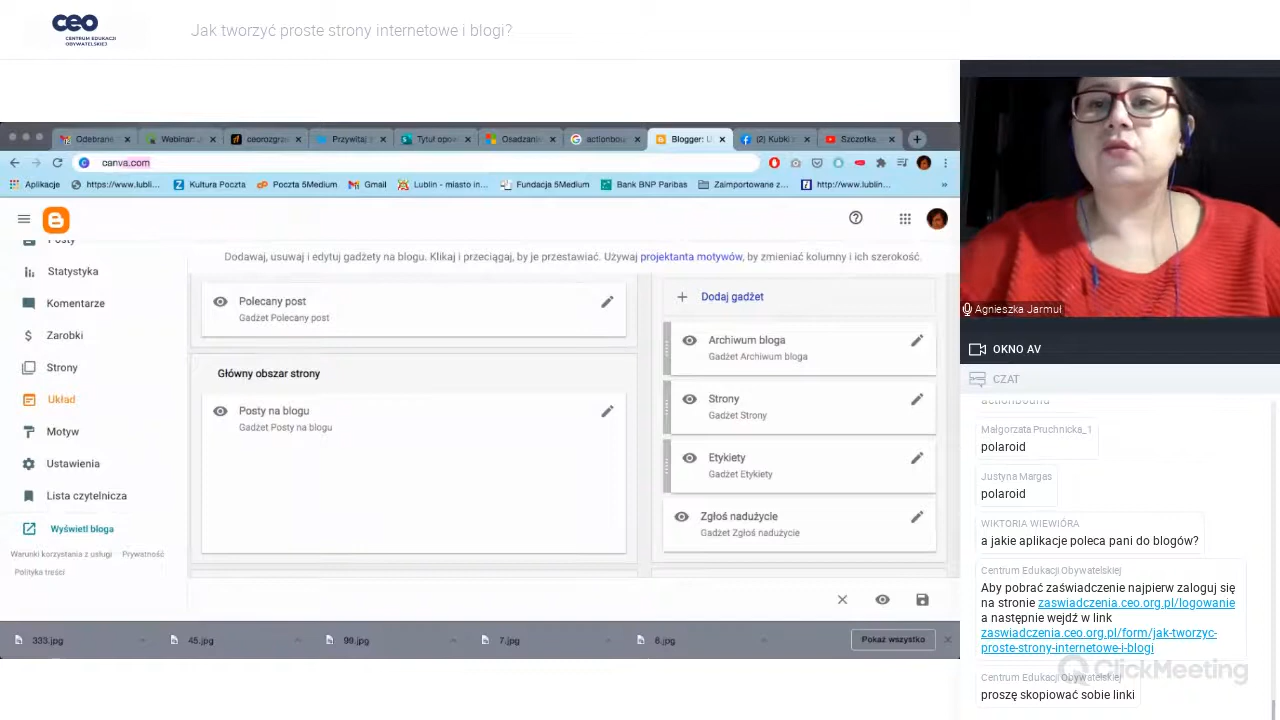 ceo
CENTRUM EDUKACJI
OBYWATELSKIEJ
Jak tworzyć proste strony internetowe i blogi?
Odebrane
Webinar: J
ceorozgra
Przywitaj
Tytuł opo
Osadzanie
actionbou
Blogger: U
(2) Kubki
Szczotka
canva.com
Aplikacje
https://www.lubli...
Kultura Poczta
Poczta 5Medium
Gmail
Lublin - miasto in...
Fundacja 5Medium
Bank BNP Paribas
Zaimportowane z...
http://www.lublin...
Posty
Statystyka
Komentarze
Zarobki
Strony
Układ
Motyw
Ustawienia
Lista czytelnicza
Wyświetl bloga
Warunki korzystania z usługi
Prywatność
Polityka treści
Dodawaj, usuwaj i edytuj gadżety na blogu. Klikaj i przeciągaj, by je przestawiać. Używaj projektanta motywów, by zmieniać kolumny i ich szerokość.
Polecany post
Gadżet Polecany post
Główny obszar strony
Posty na blogu
Gadżet Posty na blogu
Dodaj gadżet
Archiwum bloga
Gadżet Archiwum bloga
Strony
Gadżet Strony
Etykiety
Gadżet Etykiety
Zgłoś nadużycie
Gadżet Zgłoś nadużycie
333.jpg
45.jpg
99.jpg
7.jpg
6.jpg
Pokaż wszystko
Agnieszka Jarmuł
OKNO AV
CZAT
actionbound
Małgorzata Pruchnicka_1
polaroid
Justyna Margas
polaroid
WIKTORIA WIEWIÓRA
a jakie aplikacje poleca pani do blogów?
Centrum Edukacji Obywatelskiej
Aby pobrać zaświadczenie najpierw zaloguj się
na stronie zaswiadczenia.ceo.org.pl/logowanie
a następnie wejdź w link
zaswiadczenia.ceo.org.pl/form/jak-tworzyc-
proste-strony-internetowe-i-blogi
Centrum Edukacji Obywatelskiej
proszę skopiować sobie linki
ClickMeeting